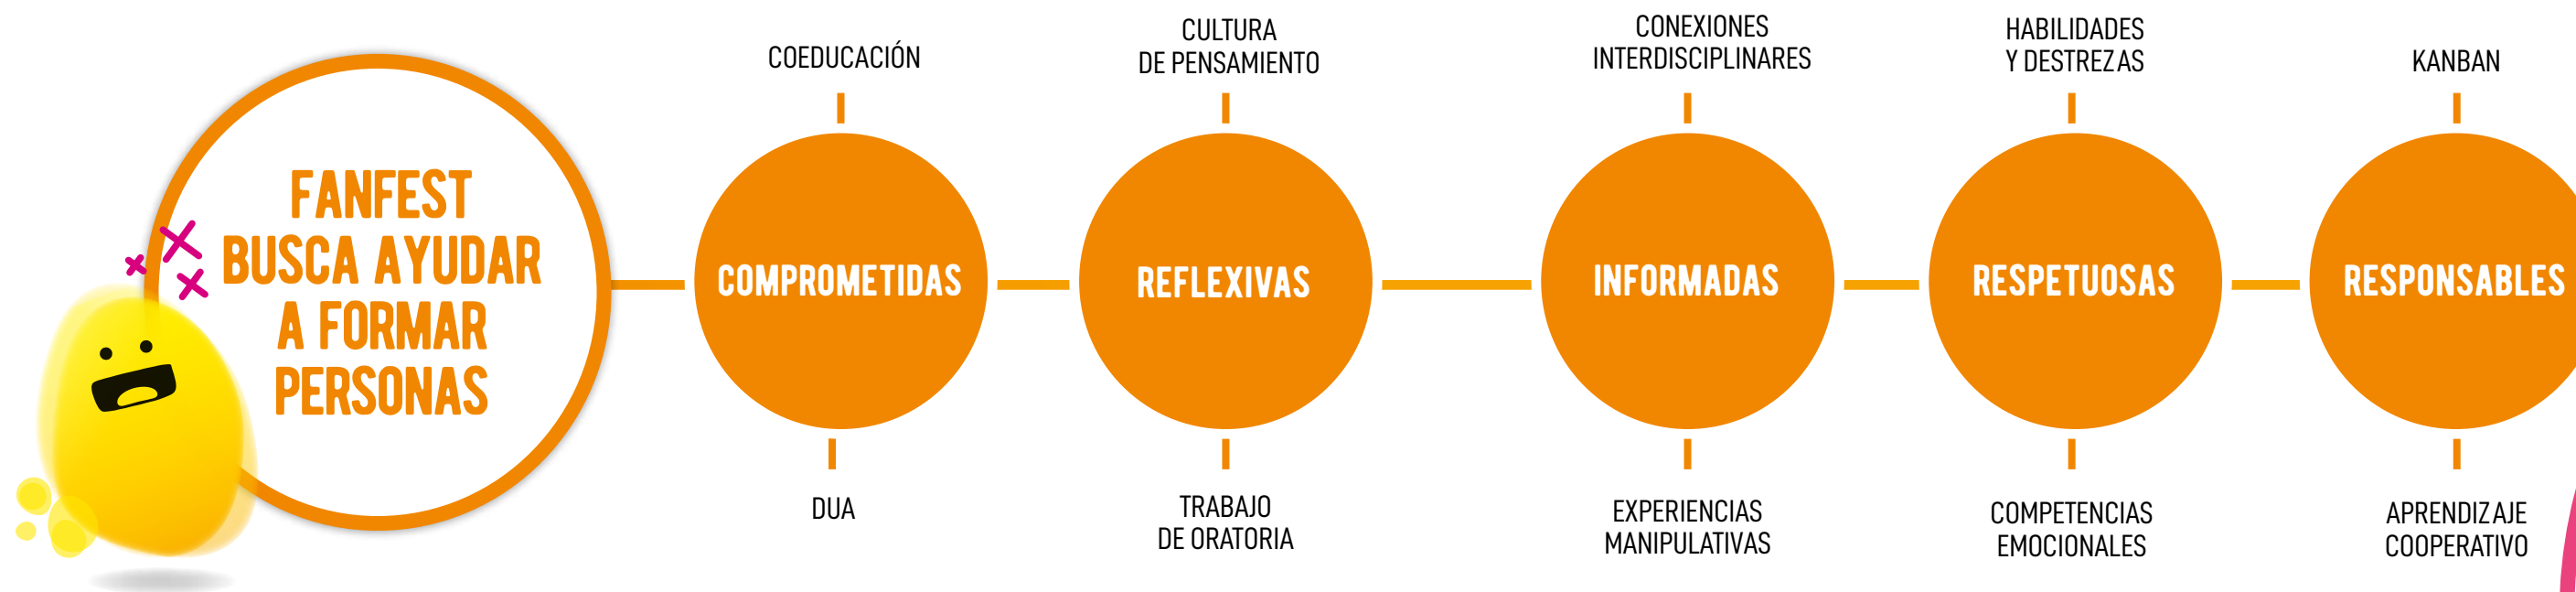 FANFEST
BUSCA AYUDAR
A FORMAR
PERSONAS
COEDUCACIÓN
COMPROMETIDAS
DUA
CULTURA
DE PENSAMIENTO
REFLEXIVAS
TRABAJO
DE ORATORIA
CONEXIONES
INTERDISCIPLINARES
INFORMADAS
EXPERIENCIAS
MANIPULATIVAS
HABILIDADES
Y DESTREZAS
RESPETUOSAS
COMPETENCIAS
EMOCIONALES
KANBAN
RESPONSABLES
APRENDIZAJE
COOPERATIVO